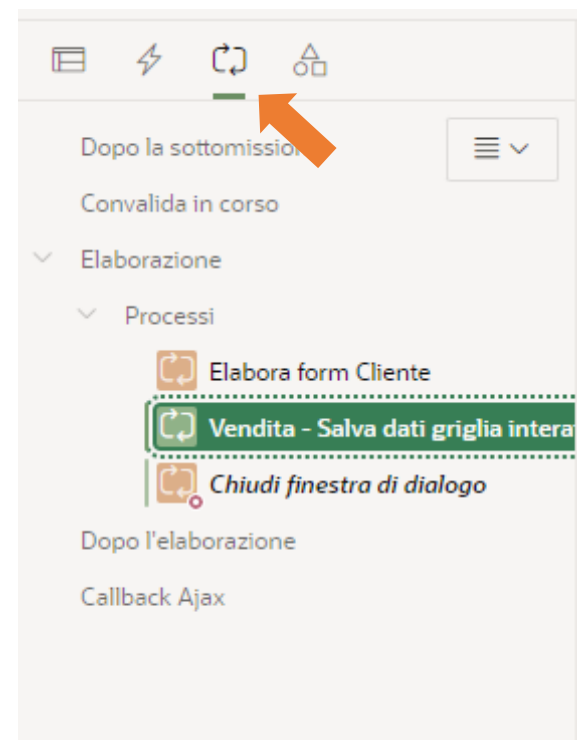 Dopo la sottomissio
Convalida in corso
Elaborazione
Processi
Elabora form Cliente
Vendita - Salva dati griglia intera
Chiudi finestra di dialogo
Dopo l'elaborazione
Callback Ajax